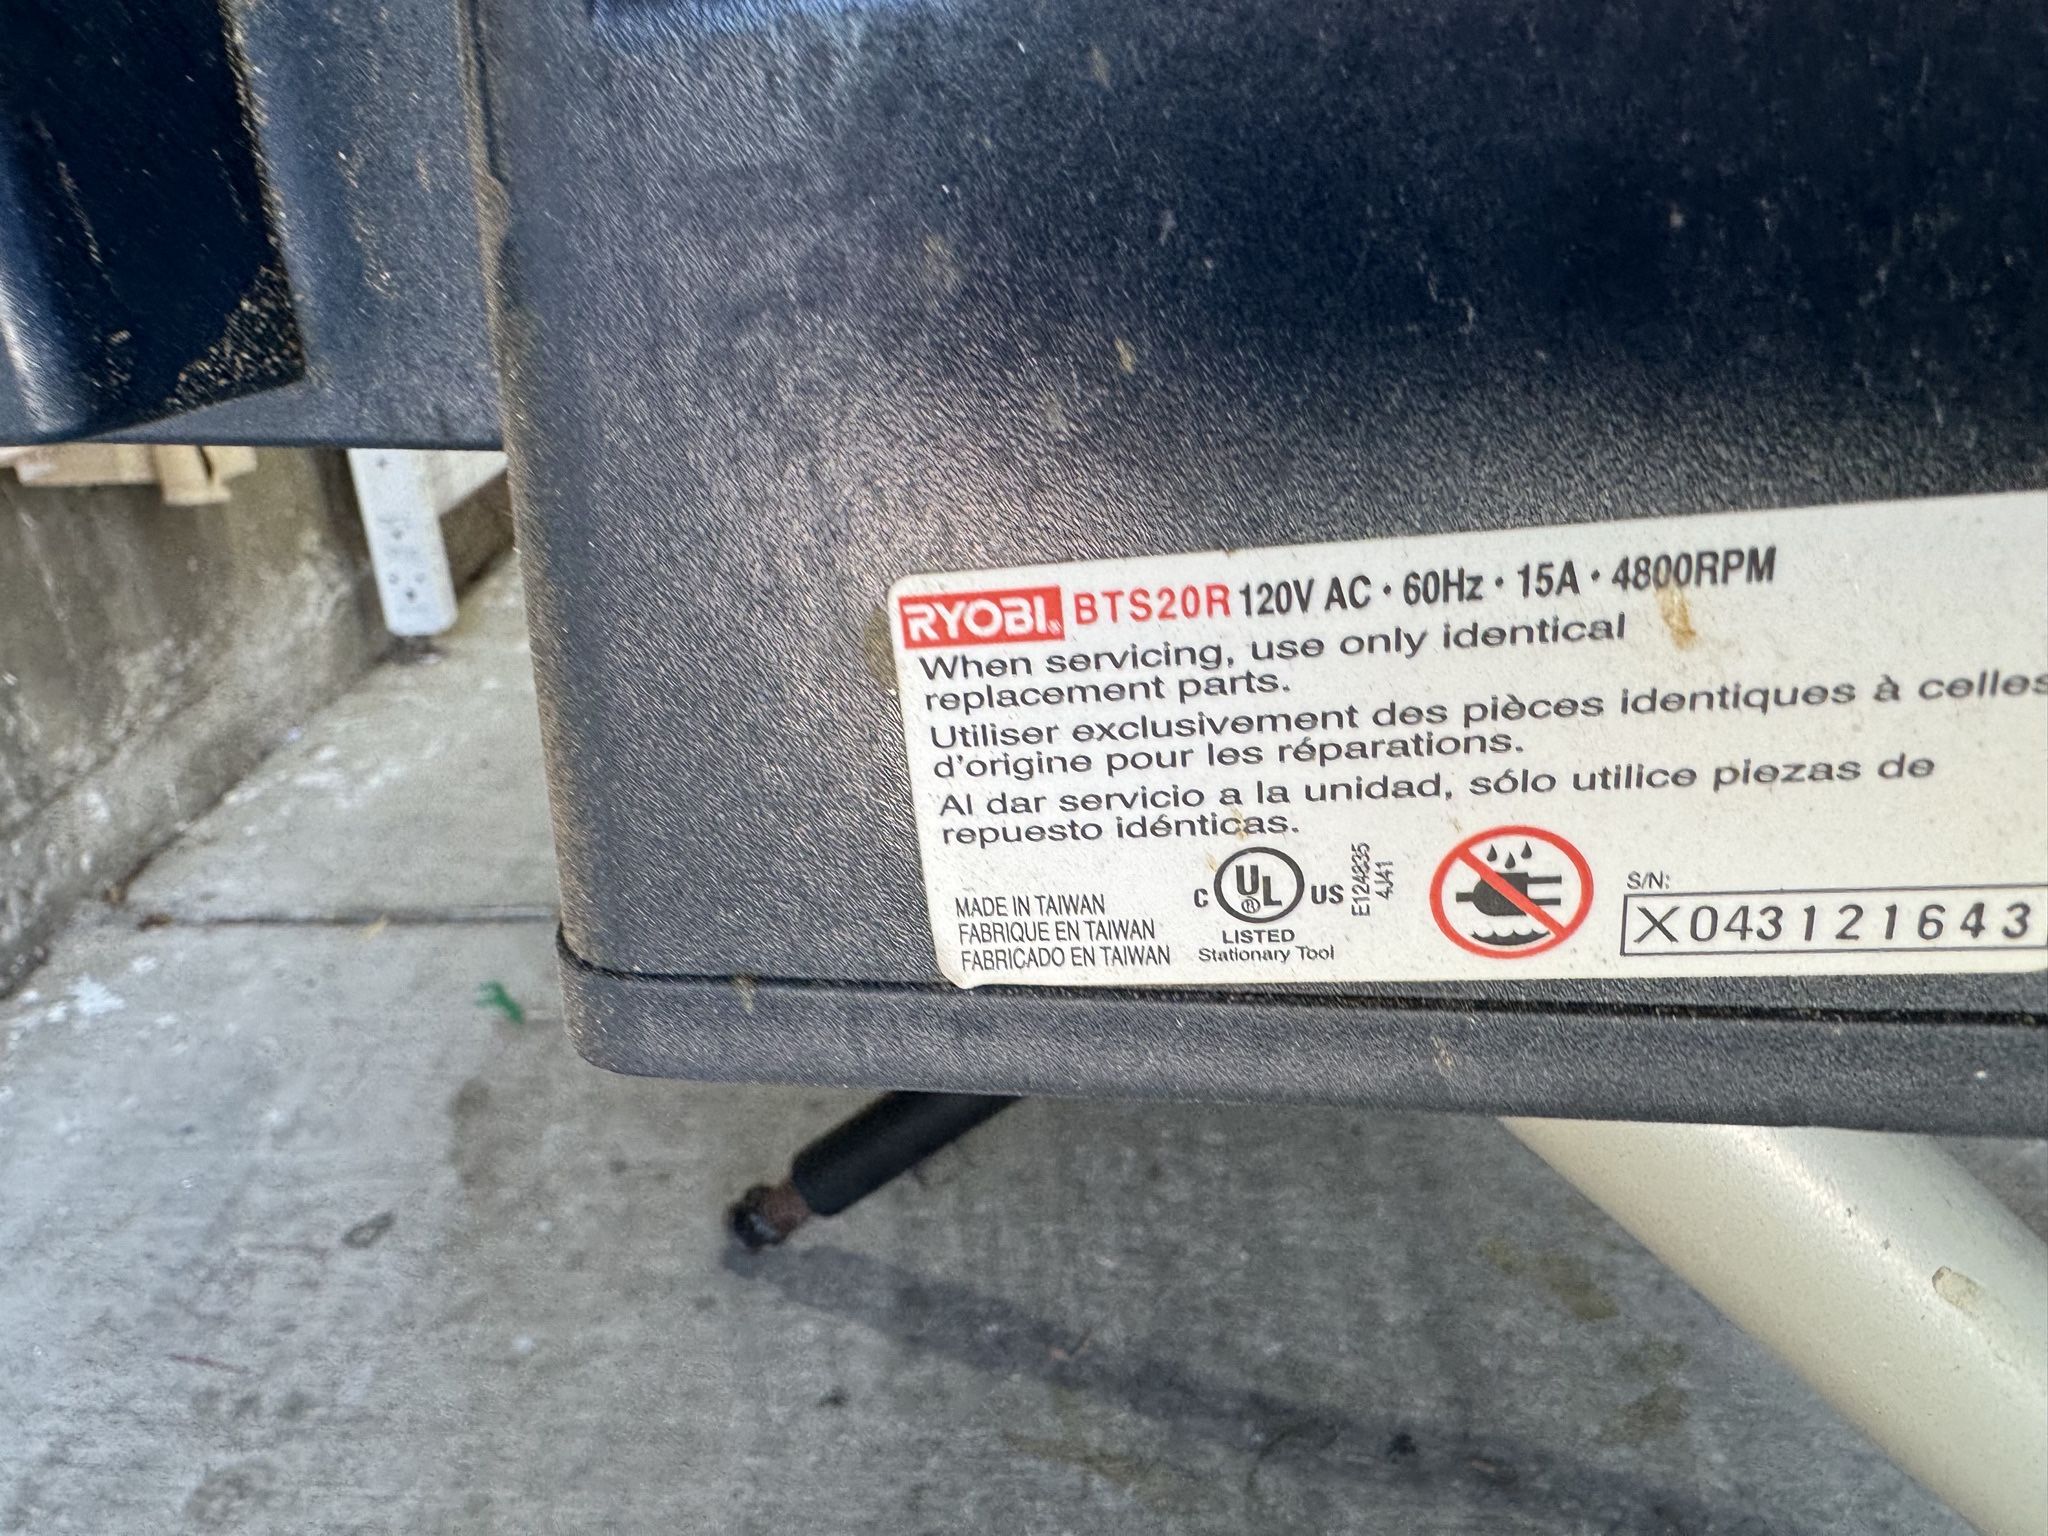 RYOBI® BTS20R 120V AC • 60Hz • 15A • 4800RPM
When servicing, use only identical
replacement parts.
Utiliser exclusivement des pièces identiques à celles
d'origine pour les réparations.
Al dar servicio a la unidad, sólo utilice piezas de
repuesto idénticas.
MADE IN TAIWAN
FABRIQUE EN TAIWAN
FABRICADO EN TAIWAN
C UL® US
LISTED
Stationary Tool
E124835
4J41
S/N:
X043121643